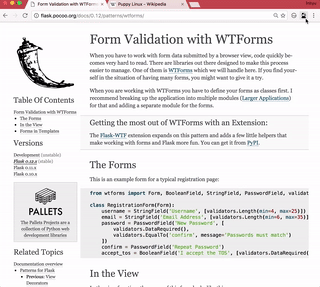 Form Validation with WTForms
Puppy Linux - Wikipedia
flask.pocoo.org/docs/0.12/patterns/wtforms/
Form Validation with WTForms
When you have to work with form data submitted by a browser view, code quickly be-
comes very hard to read. There are libraries out there designed to make this process
easier to manage. One of them is WTForms which we will handle here. If you find your-
self in the situation of having many forms, you might want to give it a try.
When you are working with WTForms you have to define your forms as classes first. I
recommend breaking up the application into multiple modules (Larger Applications)
for that and adding a separate module for the forms.
Getting the most out of WTForms with an Extension:
The Flask-WTF extension expands on this pattern and adds a few little helpers that
make working with forms and Flask more fun. You can get it from PyPI.
The Forms
This is an example form for a typical registration page:
from wtforms import Form, BooleanField, StringField, PasswordField, validat
class RegistrationForm(Form):
username = StringField('Username', [validators.Length(min=4, max=25)])
email = StringField('Email Address', [validators.Length(min=6, max=35)]
password = PasswordField('New Password', [
validators.DataRequired(),
validators.EqualTo('confirm', message='Passwords must match')
])
confirm = PasswordField('Repeat Password')
accept_tos = BooleanField('I accept the TOS', [validators.DataRequired(
In the View
Table Of Contents
Form Validation with WTForms
The Forms
In the View
Forms in Templates
Versions
Development (unstable)
Flask 0.12.x (stable)
Flask 0.11.x
Flask 0.10.x
PALLETS
The Pallets Projects are a
collection of Python web
development libraries
Related Topics
Documentation overview
Patterns for Flask
Previous: View
Decorators